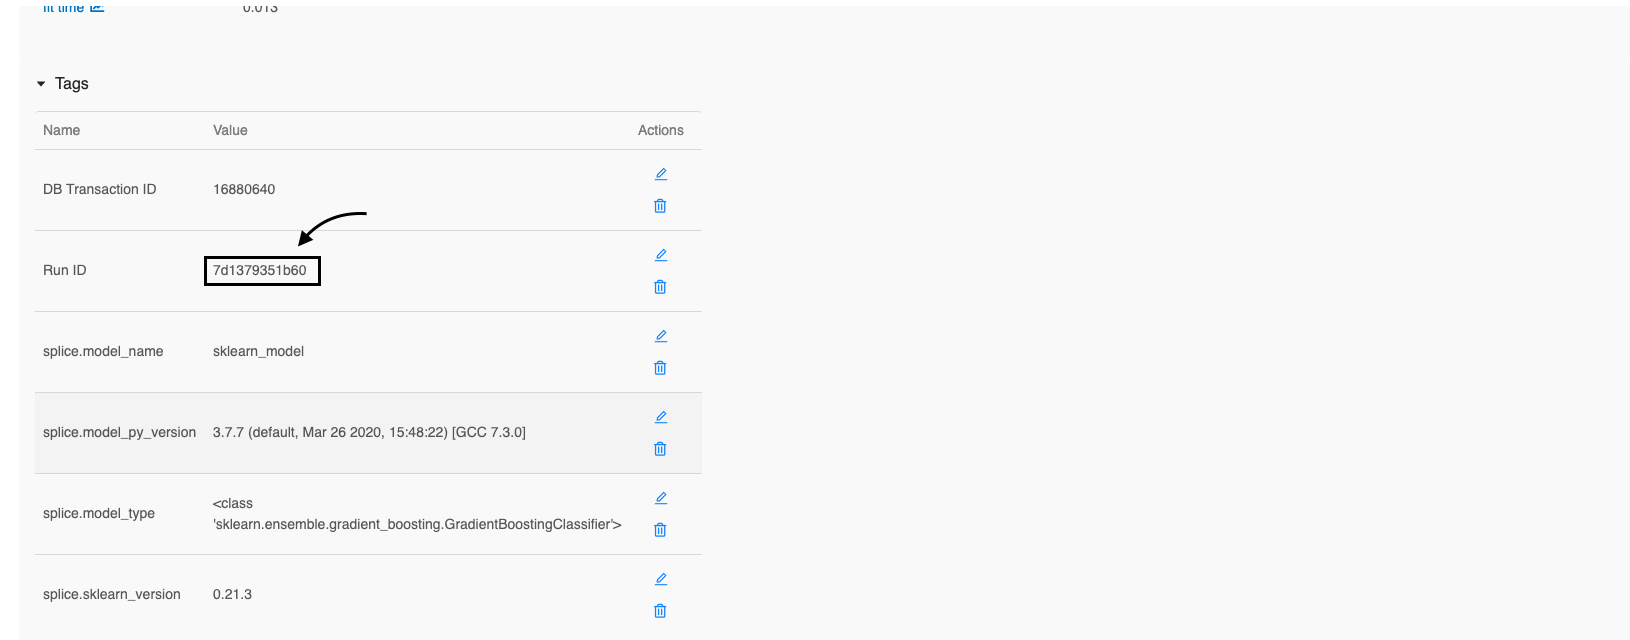 fit time 0.013
Tags
Name Value Actions
DB Transaction ID 16880640
Run ID 7d1379351b60
splice.model_name sklearn_model
splice.model_py_version 3.7.7 (default, Mar 26 2020, 15:48:22) [GCC 7.3.0]
splice.model_type <class
'sklearn.ensemble.gradient_boosting.GradientBoostingClassifier'>
splice.sklearn_version 0.21.3